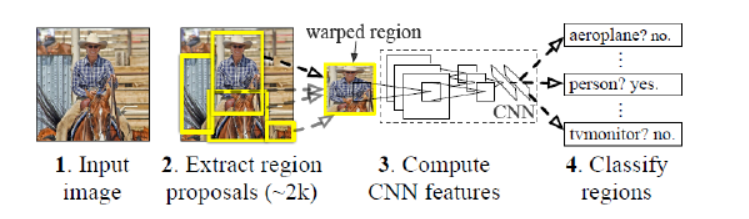 warped region
aeroplane? no.
person? yes.
CNN
tvmonitor? no.
1. Input
image
2. Extract region
proposals (~2k)
3. Compute
CNN features
4. Classify
regions